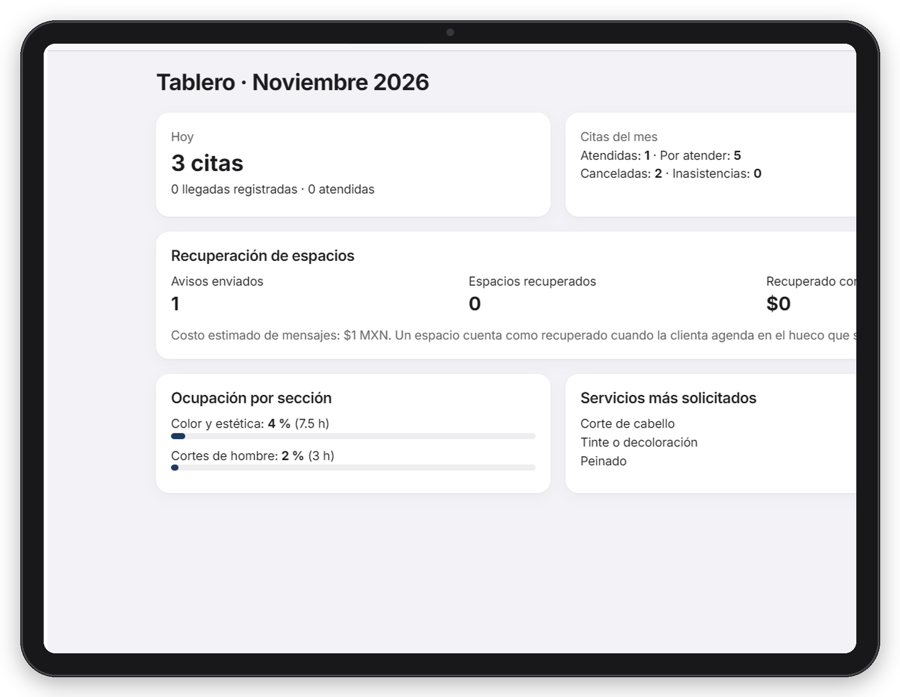 Tablero · Noviembre 2026
Hoy
3 citas
0 llegadas registradas · 0 atendidas
Citas del mes
Atendidas: 1 · Por atender: 5
Canceladas: 2 · Inasistencias: 0
Recuperación de espacios
Avisos enviados
1
Espacios recuperados
0
Recuperado
$0
Costo estimado de mensajes: $1 MXN. Un espacio cuenta como recuperado cuando la clienta agenda en el hueco que
Ocupación por sección
Color y estética: 4 % (7.5 h)
Cortes de hombre: 2 % (3 h)
Servicios más solicitados
Corte de cabello
Tinte o decoloración
Peinado